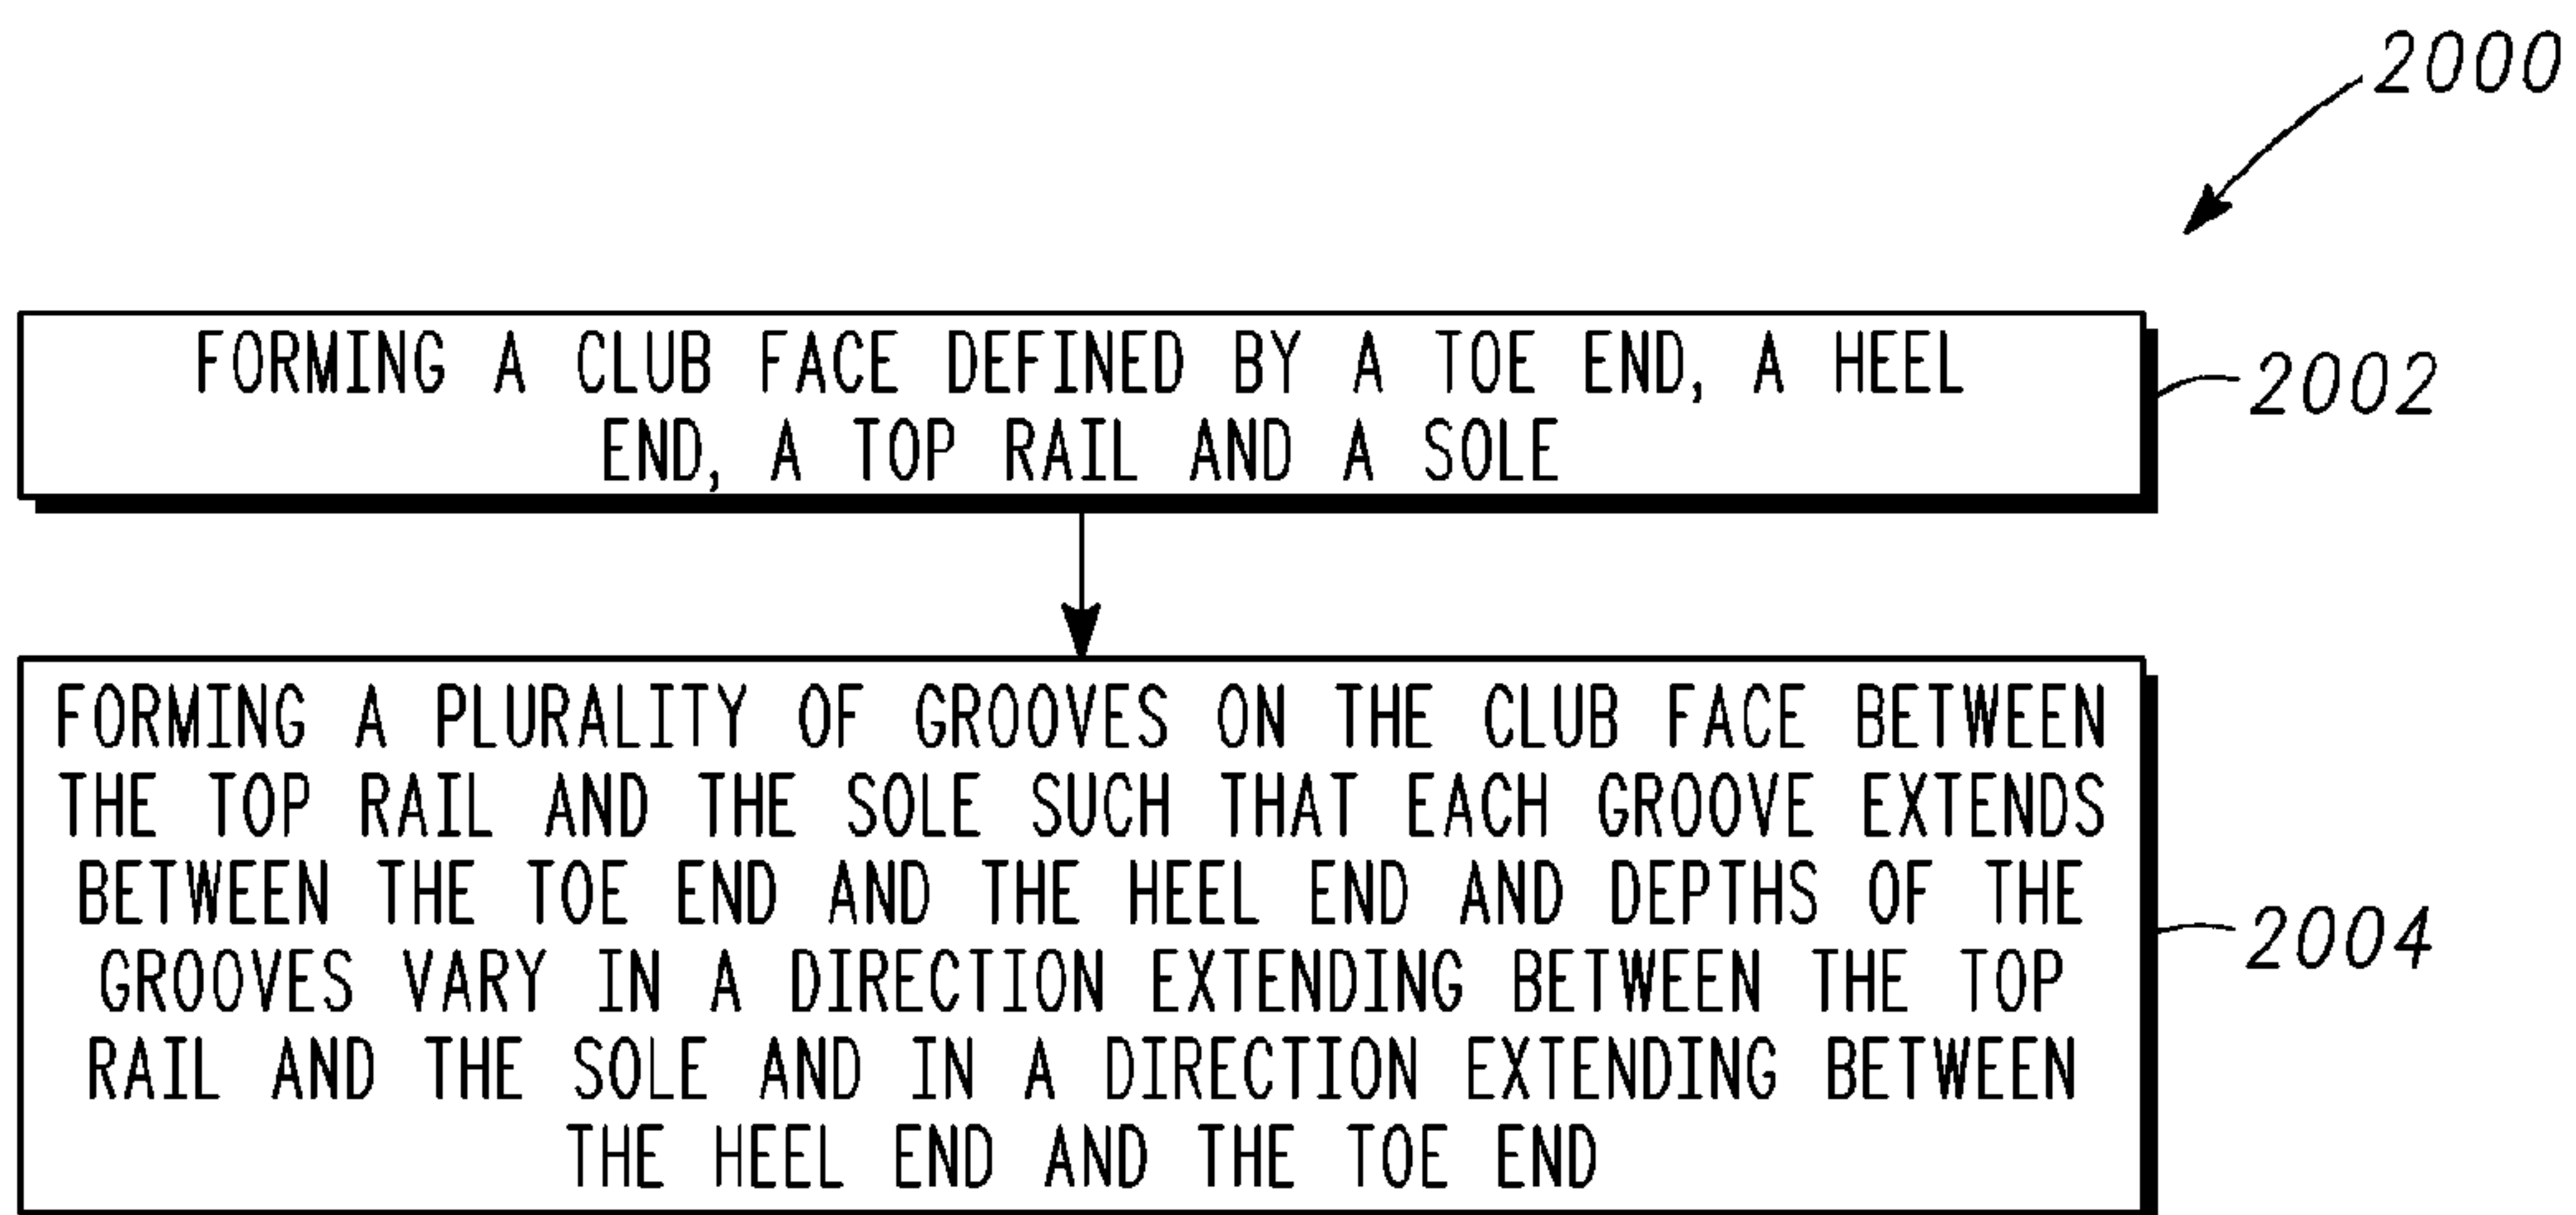 2000
FORMING A CLUB FACE DEFINED BY A TOE END, A HEEL
END, A TOP RAIL AND A SOLE
2002
FORMING A PLURALITY OF GROOVES ON THE CLUB FACE BETWEEN
THE TOP RAIL AND THE SOLE SUCH THAT EACH GROOVE EXTENDS
BETWEEN THE TOE END AND THE HEEL END AND DEPTHS OF THE
GROOVES VARY IN A DIRECTION EXTENDING BETWEEN THE TOP
RAIL AND THE SOLE AND IN A DIRECTION EXTENDING BETWEEN
THE HEEL END AND THE TOE END
2004